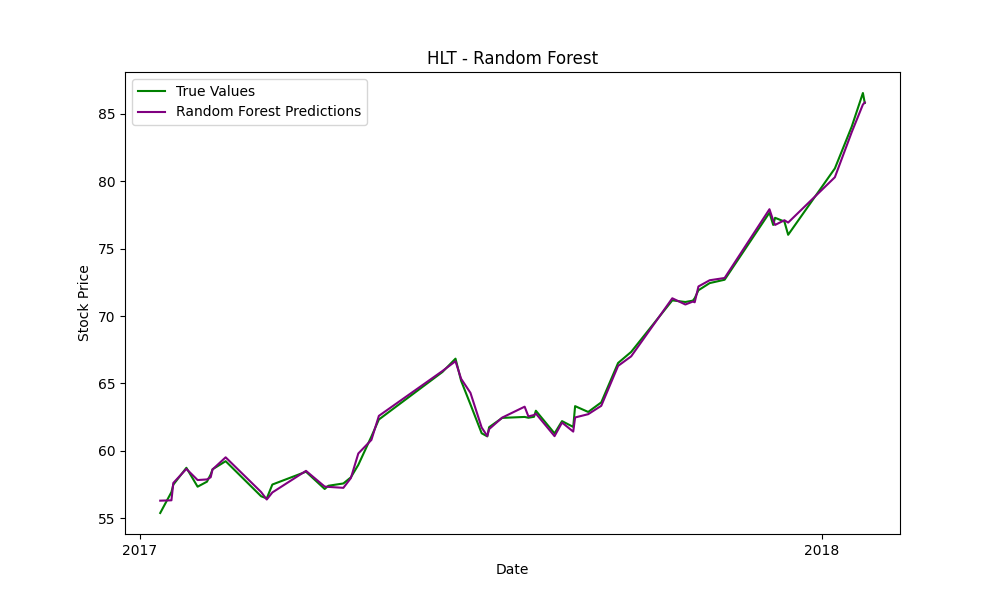 HLT - Random Forest
True Values
Random Forest Predictions
85
80
75
70
65
60
55
Stock Price
2017
2018
Date